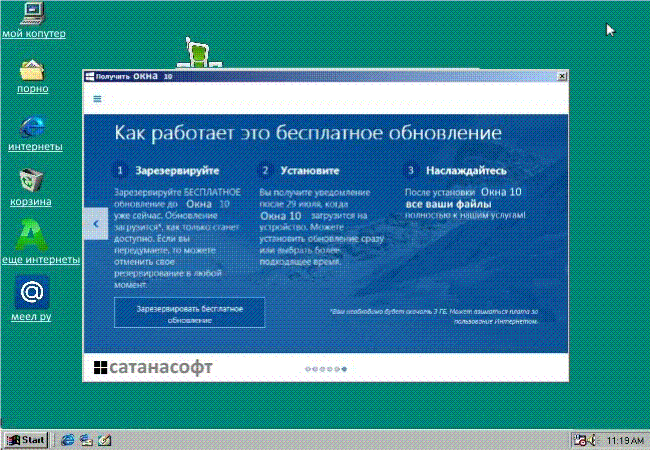 мой копутер
порно
интернеты
корзина
еще интернеты
@
меел ру
Получить окна 10
Как работает это бесплатное обновление
1 Зарезервируйте
Зарезервируйте БЕСПЛАТНОЕ
обновление до Окна 10
уже сейчас. Обновление
загрузится*, как только станет
доступно. Если вы
передумаете, то можете
отменить свое
резервирование в любой
момент
2 Установите
Вы получите уведомление
после 29 июля, когда
Окна 10 загрузится на
устройство. Можете
установить обновление сразу
или выбрать более
подходящее время.
3 Наслаждайтесь
После установки Окна 10
все ваши файлы
полностью к нашим услугам!
Зарезервировать бесплатное
обновление
*Вам необходимо будет скачать 3 ГБ. Может взиматься плата за
пользование Интернетом.
сатанасофт
Start
11:19 AM